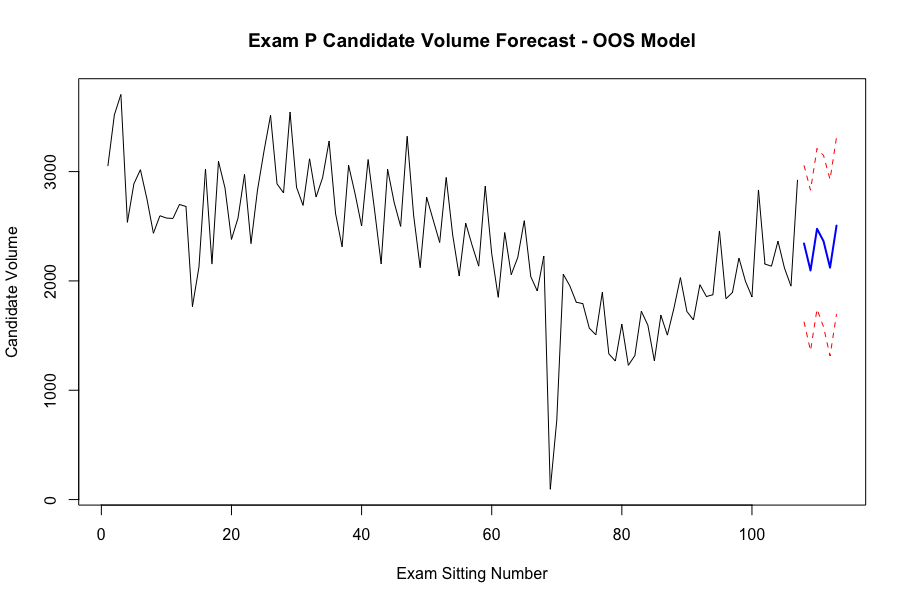 Exam P Candidate Volume Forecast - OOS Model
Candidate Volume
3000
2000
1000
0
0 20 40 60 80 100
Exam Sitting Number